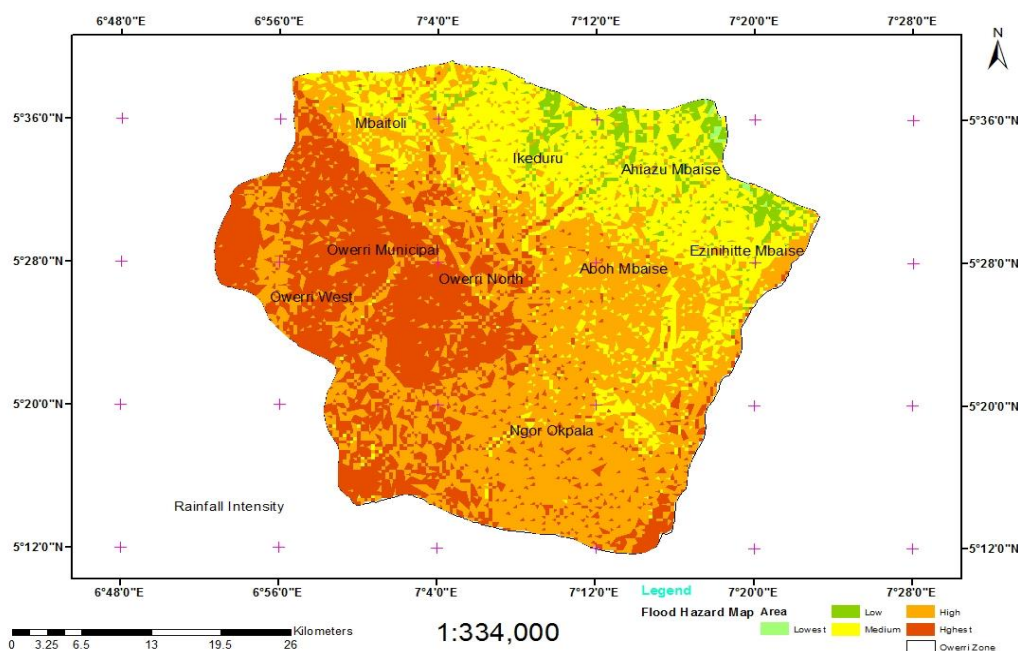 6°48'0"E 6°56'0"E 7°4'0"E 7°12'0"E 7°20'0"E 7°28'0"E
N
5°36'0"N 5°36'0"N
Mbaitoli
Ikeduru
Ahiazu Mbaise
Owerri Municipal
Ezinihitte Mbaise
5°28'0"N 5°28'0"N
Owerri North
Aboh Mbaise
Owerri West
5°20'0"N 5°20'0"N
Ngor Okpala
Rainfall Intensity
5°12'0"N 5°12'0"N
6°48'0"E 6°56'0"E 7°4'0"E 7°12'0"E 7°20'0"E 7°28'0"E
Legend
Flood Hazard Map Area
Low High
Lowest Medium Hghest
Owerri Zone
Kilometers
0 3.25 6.5 13 19.5 26
1:334,000